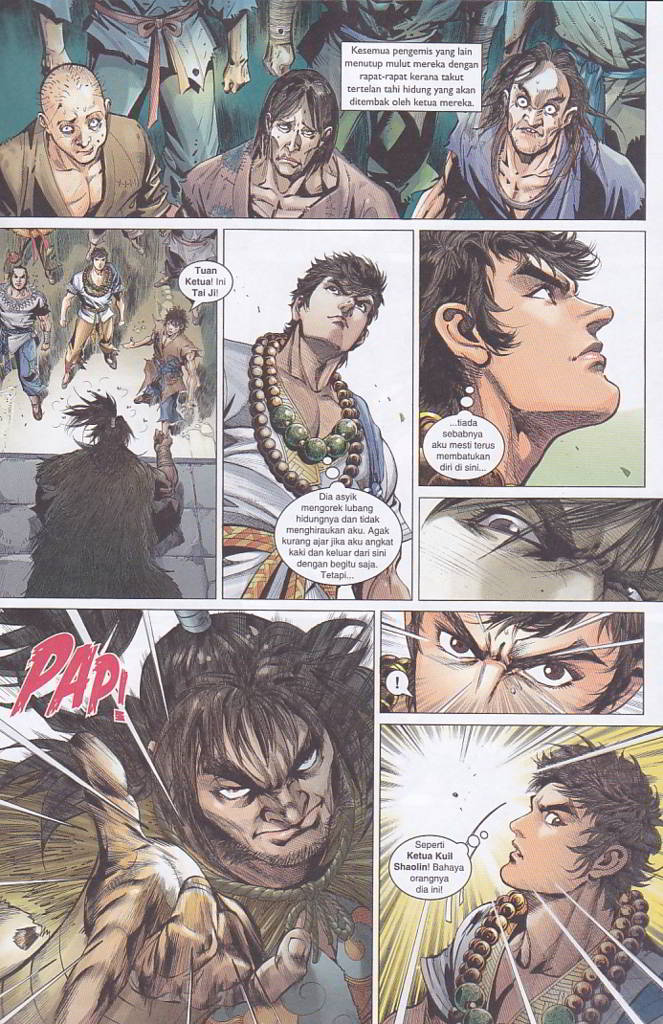 Kesemua pengemis yang lain
menutup mulut mereka dengan
rapat-rapat kerana takut
tertelan tahi hidung yang akan
ditembak oleh ketua mereka.
Tuan
Ketua! Ini
Tai Ji!
Dia asyik
mengorek lubang
hidungnya dan tidak
menghiraukan aku. Agak
kurang ajar jika aku angkat
kaki dan keluar dari sini
dengan begitu saja.
Tetapi...
...tiada
sebabnya
aku mesti terus
membatukan
diri di sini...
PAP!
!
Seperti
Ketua Kuil
Shaolin! Bahaya
orangnya
dia ini!